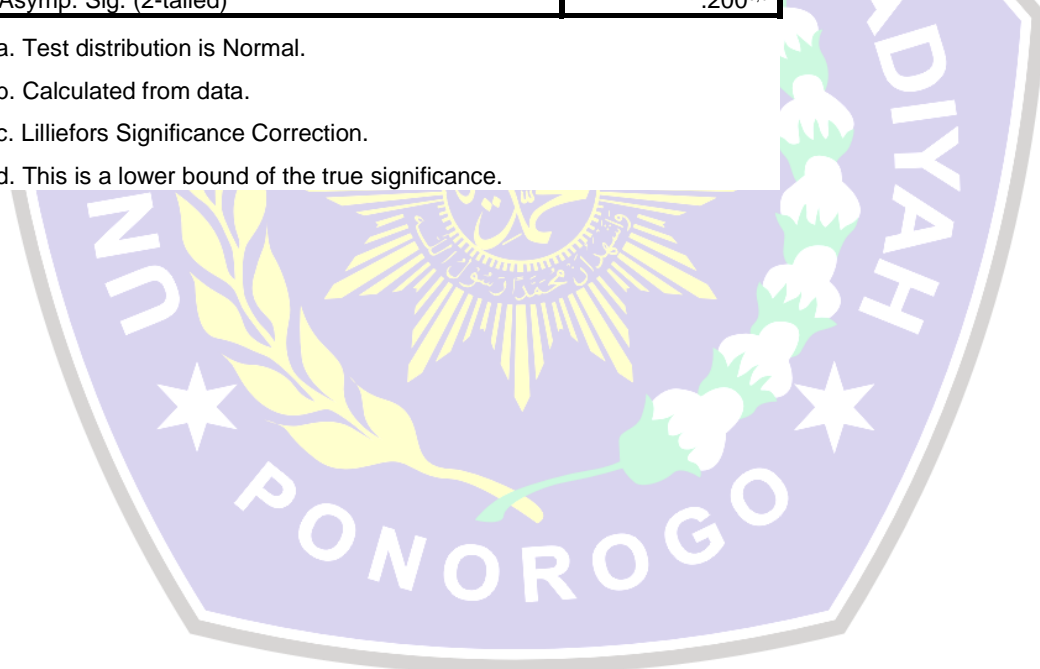 Asymp. Sig. (2-tailed) .200
a. Test distribution is Normal.
b. Calculated from data.
c. Lilliefors Significance Correction.
d. This is a lower bound of the true significance.
محمد
PONOROGO